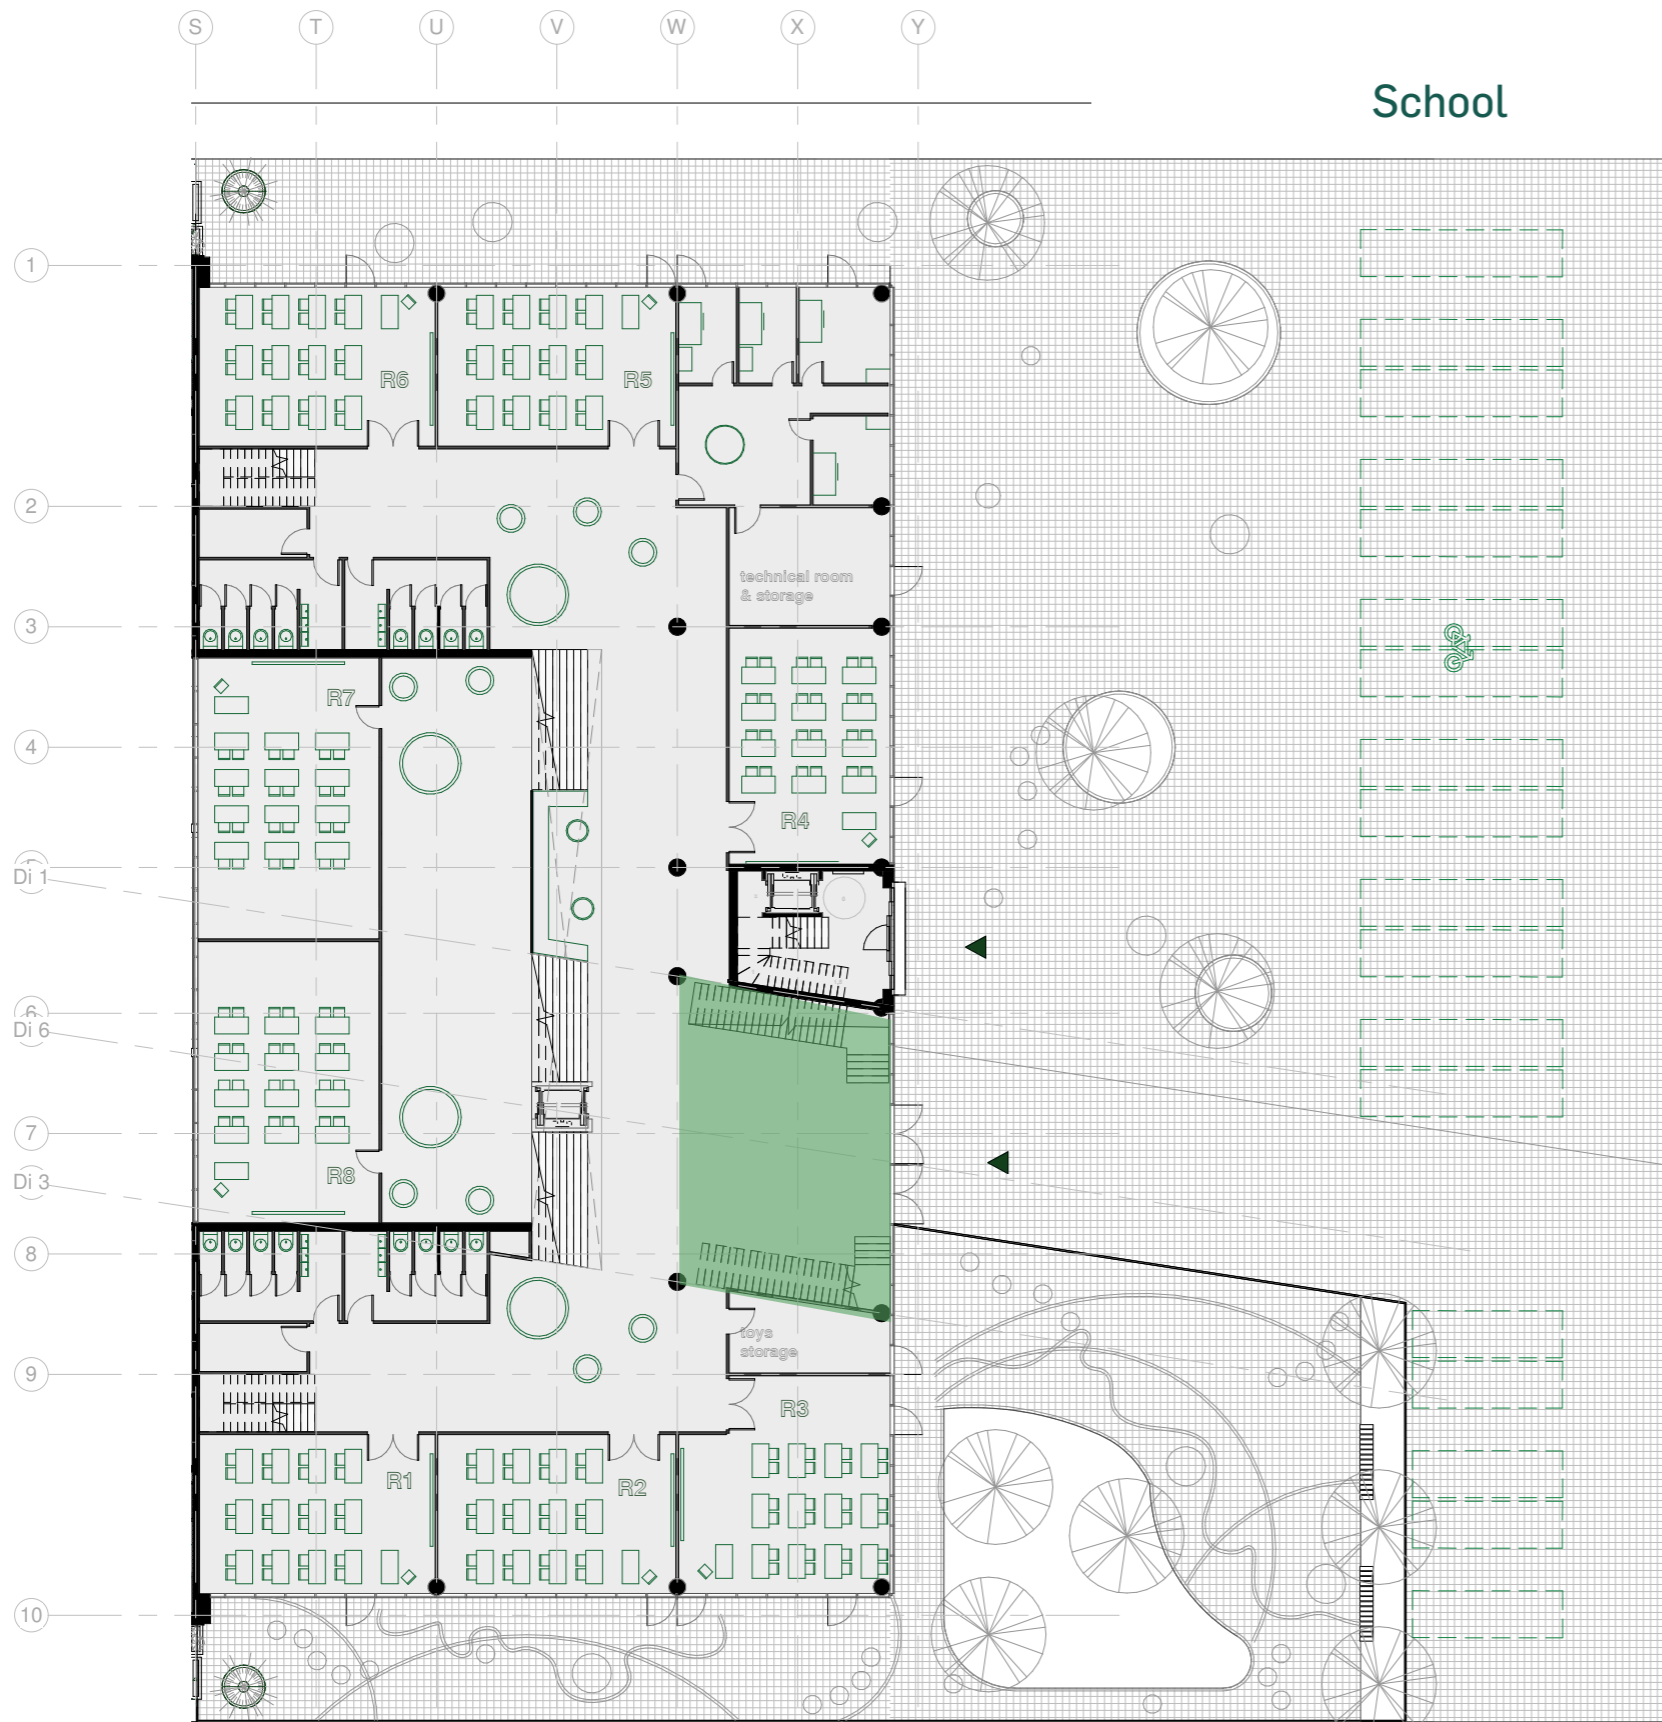 S T U V W X Y
School
1
R6 R5
2
technical room
& storage
3
R7
4
R4
Di 1
6
Di 6
7
R8
Di 3
8
toys
storage
9
R3
R1 R2
10